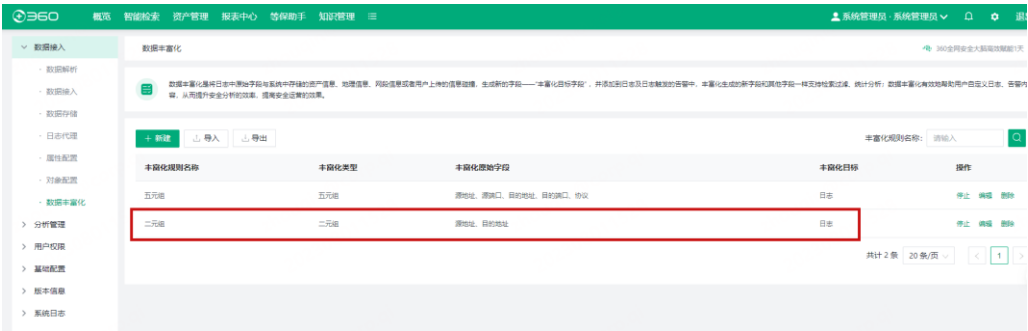 360 概览 智能检索 资产管理 报表中心 等保助手 知识管理 系统管理员 - 系统管理员
数据接入
数据解析
数据接入
数据存储
日志代理
属性配置
对象配置
数据丰富化
分析管理
用户权限
基础配置
版本信息
系统日志
数据丰富化 360全网安全大脑高效赋能1天
数据丰富化是将日志中原始字段与系统中存储的资产信息、地理信息、网段信息或者用户上传的信息碰撞，生成新的字段——“丰富化目标字段”，并添加到日志及日志触发的告警中，丰富化生成的新字段和其他字段一样支持检索过滤、统计分析；数据丰富化有效地帮助用户自定义日志、告警内
容，从而提升安全分析的效率、提高安全运营的效果。
+ 新建 导入 导出 丰富化规则名称: 请输入
丰富化规则名称 丰富化类型 丰富化原始字段 丰富化目标 操作
五元组 五元组 源地址、源端口、目的地址、目的端口、协议 日志 停止 编辑 删除
二元组 二元组 源地址、目的地址 日志 停止 编辑 删除
共计 2 条 20 条/页 < 1 >